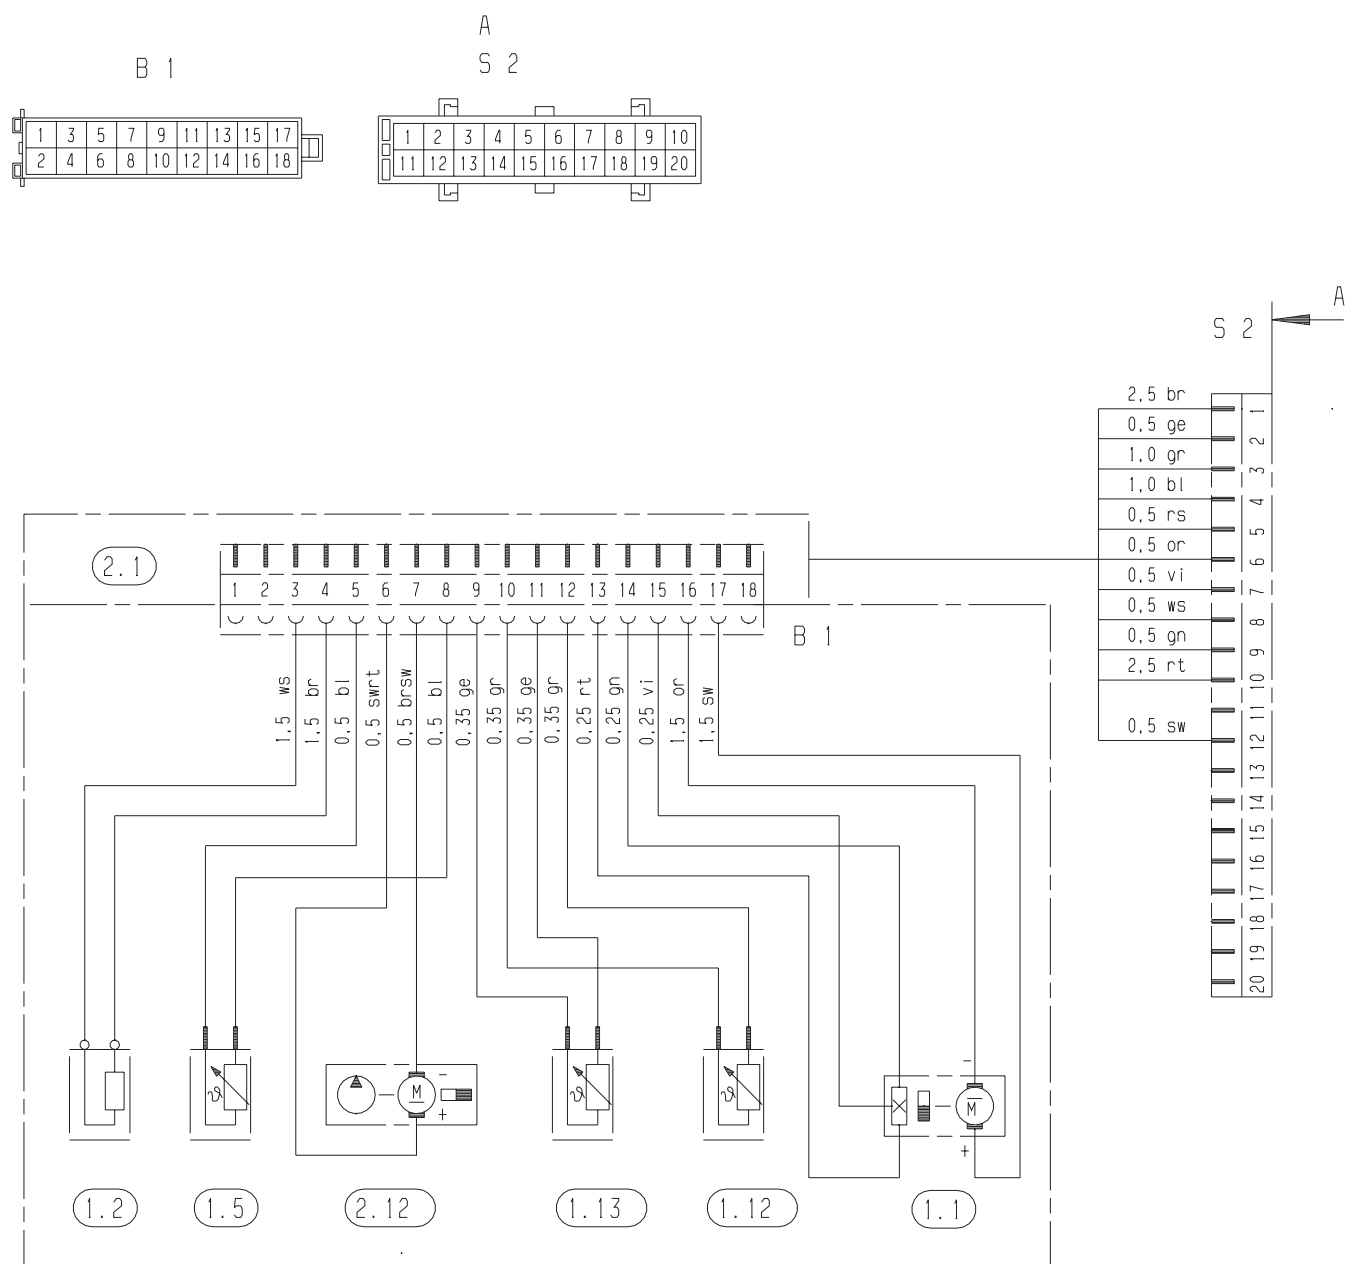 A
B 1
S 2
1 3 5 7 9 11 13 15 17
2 4 6 8 10 12 14 16 18
1 2 3 4 5 6 7 8 9 10
11 12 13 14 15 16 17 18 19 20
A
S 2
2,5 br
0,5 ge
1,0 gr
1,0 bl
0,5 rs
0,5 or
0,5 vi
0,5 ws
0,5 gn
2,5 rt
0,5 sw
1
2
3
4
5
6
7
8
9
10
11
12
13
14
15
16
17
18
19
20
2.1
1 2 3 4 5 6 7 8 9 10 11 12 13 14 15 16 17 18
B 1
1,5 ws
1,5 br
0,5 bl
0,5 swrt
0,5 brsw
0,5 bl
0,35 ge
0,35 gr
0,35 ge
0,35 gr
0,25 rt
0,25 gn
0,25 vi
1,5 or
1,5 sw
ϑ
M
-
+
ϑ
ϑ
-
M
+
1.2
1.5
2.12
1.13
1.12
1.1